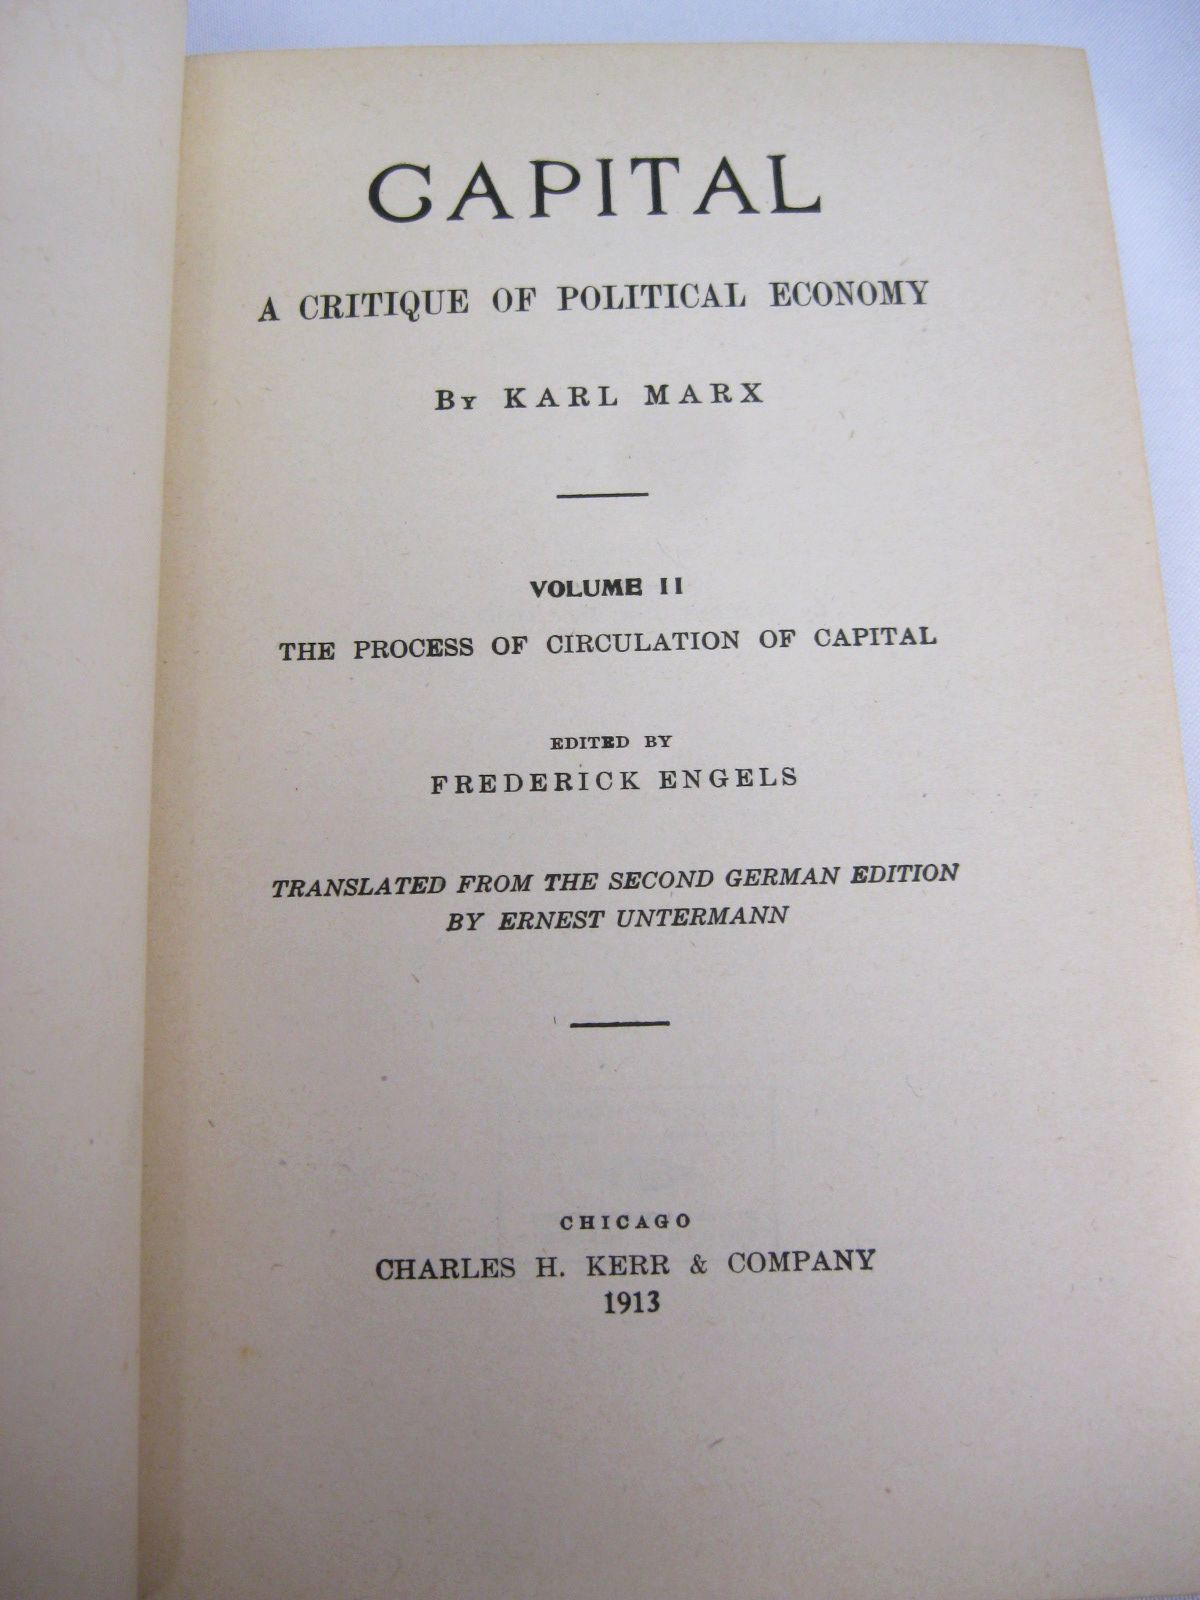 CAPITAL
A CRITIQUE OF POLITICAL ECONOMY
By KARL MARX
VOLUME II
THE PROCESS OF CIRCULATION OF CAPITAL
EDITED BY
FREDERICK ENGELS
TRANSLATED FROM THE SECOND GERMAN EDITION
BY ERNEST UNTERMANN
CHICAGO
CHARLES H. KERR & COMPANY
1913